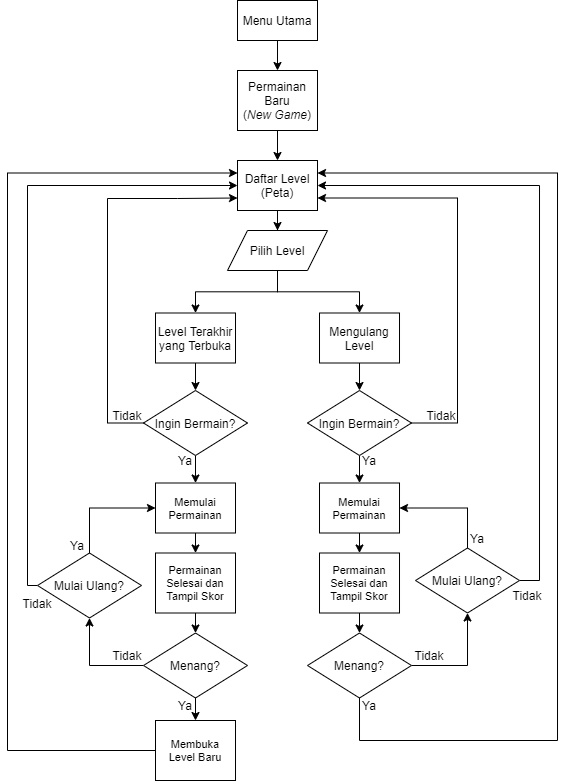 Menu Utama
Permainan
Baru
(New Game)
Daftar Level
(Peta)
Pilih Level
Level Terakhir
yang Terbuka
Mengulang
Level
Tidak
Ingin Bermain?
Ingin Bermain?
Tidak
Ya
Ya
Memulai
Permainan
Memulai
Permainan
Ya
Ya
Permainan
Selesai dan
Tampil Skor
Permainan
Selesai dan
Tampil Skor
Mulai Ulang?
Mulai Ulang?
Tidak
Tidak
Tidak
Menang?
Menang?
Tidak
Ya
Ya
Membuka
Level Baru